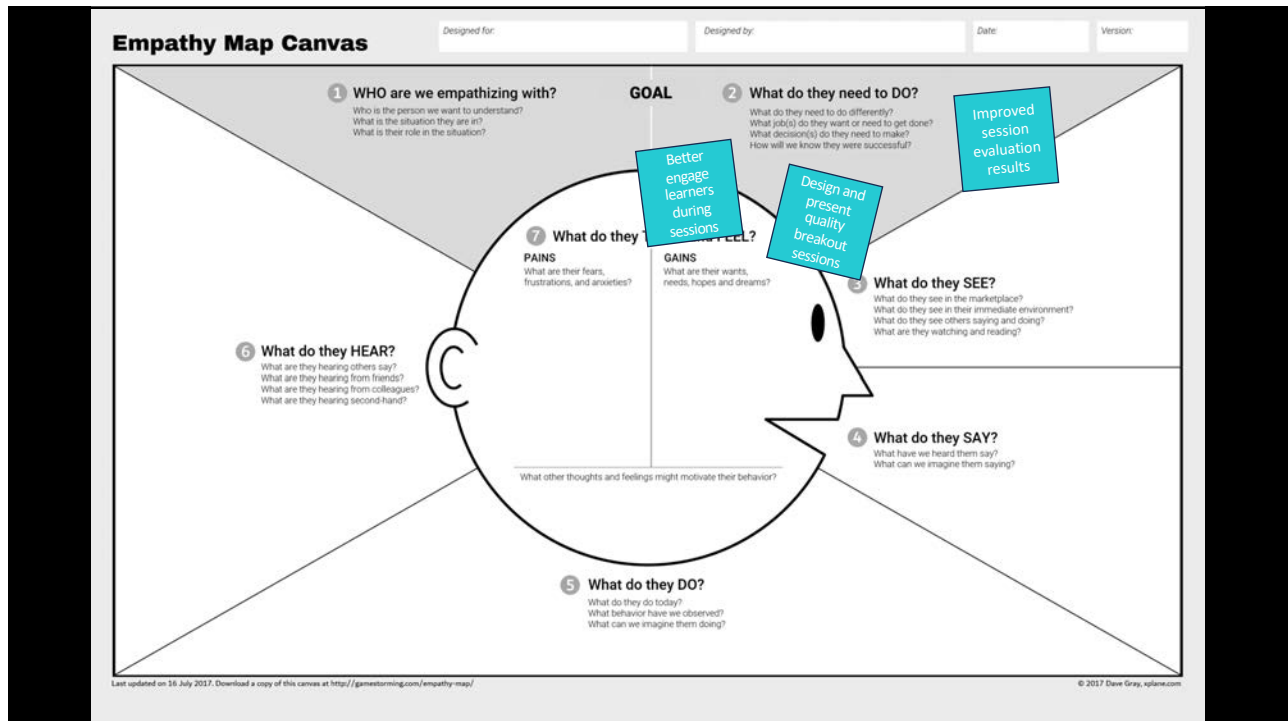 Empathy Map Canvas
Designed for:
Designed by:
Date:
Version:
1 WHO are we empathizing with?
Who is the person we want to understand?
What is the situation they are in?
What is their role in the situation?
GOAL
2 What do they need to DO?
What do they need to do differently?
What job(s) do they want or need to get done?
What decision(s) do they need to make?
How will we know they were successful?
Improved
session
evaluation
results
Better
engage
learners
during
sessions
Design and
present
quality
breakout
sessions
7 What do they
EEL?
PAINS
What are their fears,
frustrations, and anxieties?
GAINS
What are their wants,
needs, hopes and dreams?
3 What do they SEE?
What do they see in the marketplace?
What do they see in their immediate environment?
What do they see others saying and doing?
What are they watching and reading?
6 What do they HEAR?
What are they hearing others say?
What are they hearing from friends?
What are they hearing from colleagues?
What are they hearing second-hand?
4 What do they SAY?
What have we heard them say?
What can we imagine them saying?
What other thoughts and feelings might motivate their behavior?
5 What do they DO?
What do they do today?
What behavior have we observed?
What can we imagine them doing?
Last updated on 16 July 2017. Download a copy of this canvas at http://gamestorming.com/empathy-map/
© 2017 Dave Gray, xplane.com